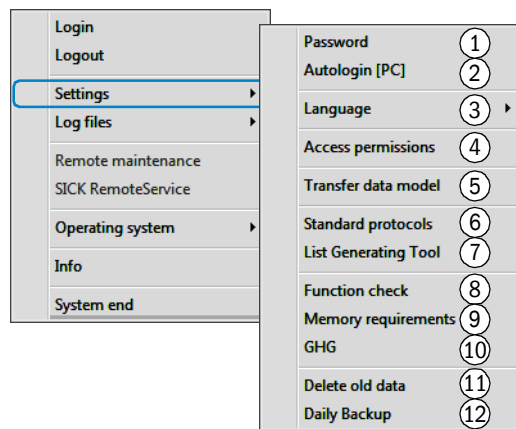 Login
Logout
Settings
Log files
Remote maintenance
SICK RemoteService
Operating system
Info
System end
Password 1
Autologin [PC] 2
Language 3
Access permissions 4
Transfer data model 5
Standard protocols 6
List Generating Tool 7
Function check 8
Memory requirements 9
GHG 10
Delete old data 11
Daily Backup 12